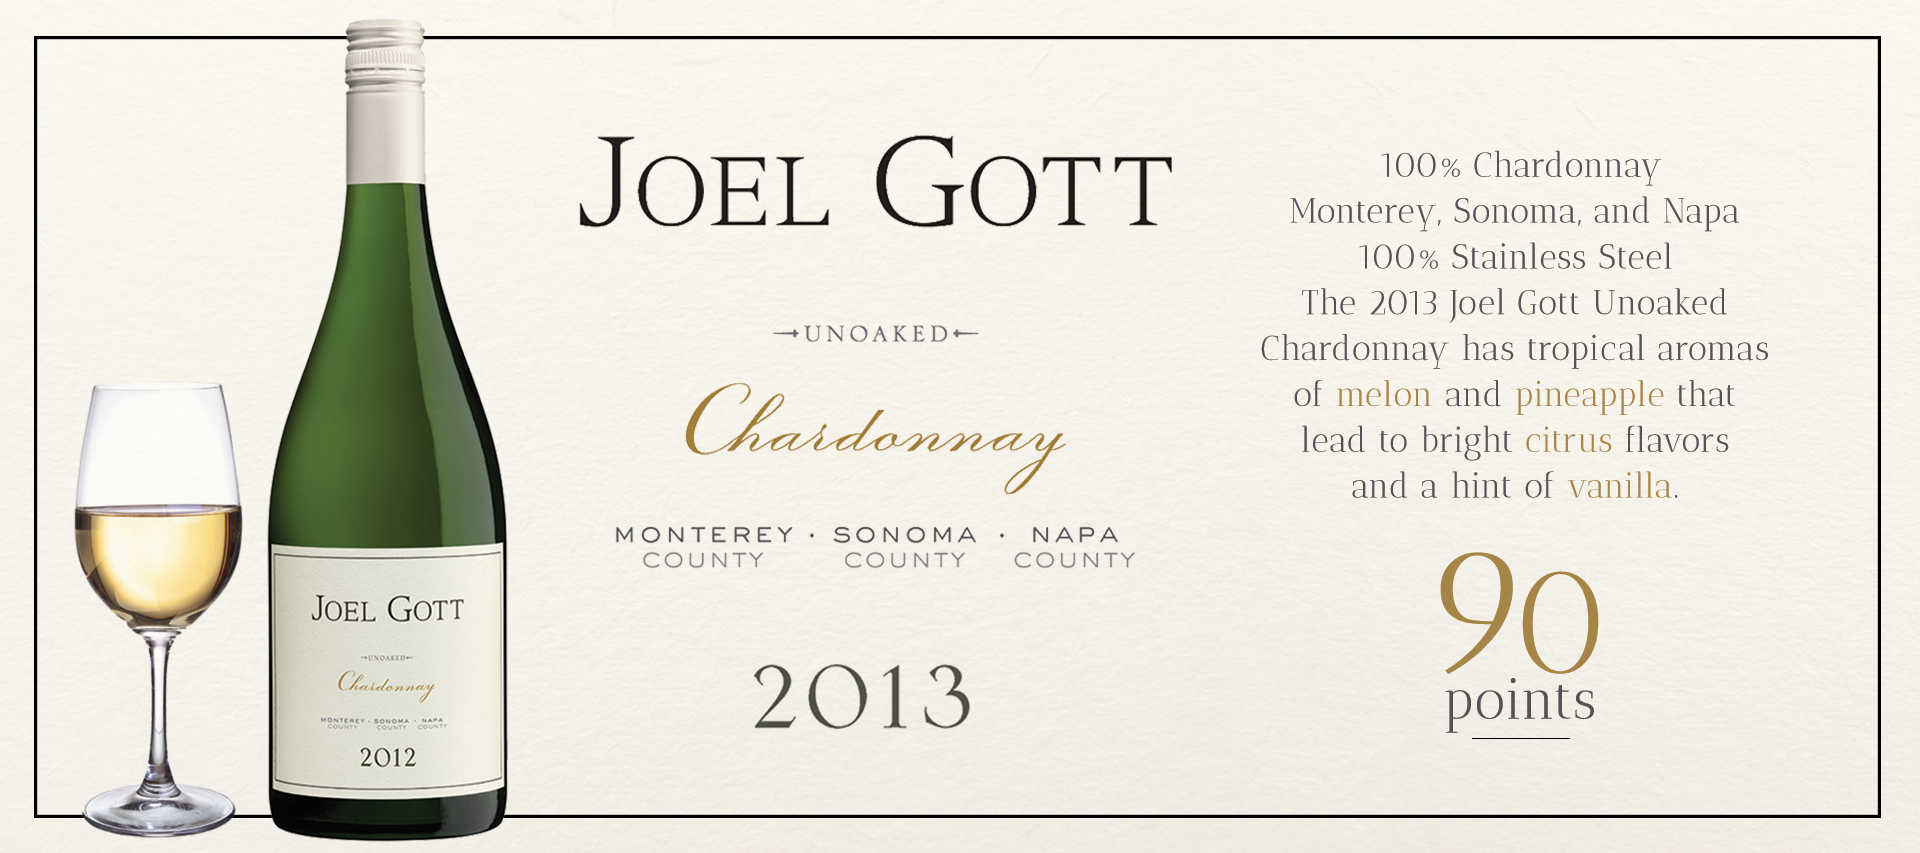 JOEL GOTT
UNOAKED
Chardonnay
MONTEREY · SONOMA · NAPA
COUNTY COUNTY COUNTY
2012
JOEL GOTT
UNOAKED
Chardonnay
MONTEREY · SONOMA · NAPA
COUNTY COUNTY COUNTY
2013
100% Chardonnay
Monterey, Sonoma, and Napa
100% Stainless Steel
The 2013 Joel Gott Unoaked
Chardonnay has tropical aromas
of melon and pineapple that
lead to bright citrus flavors
and a hint of vanilla.
90
points